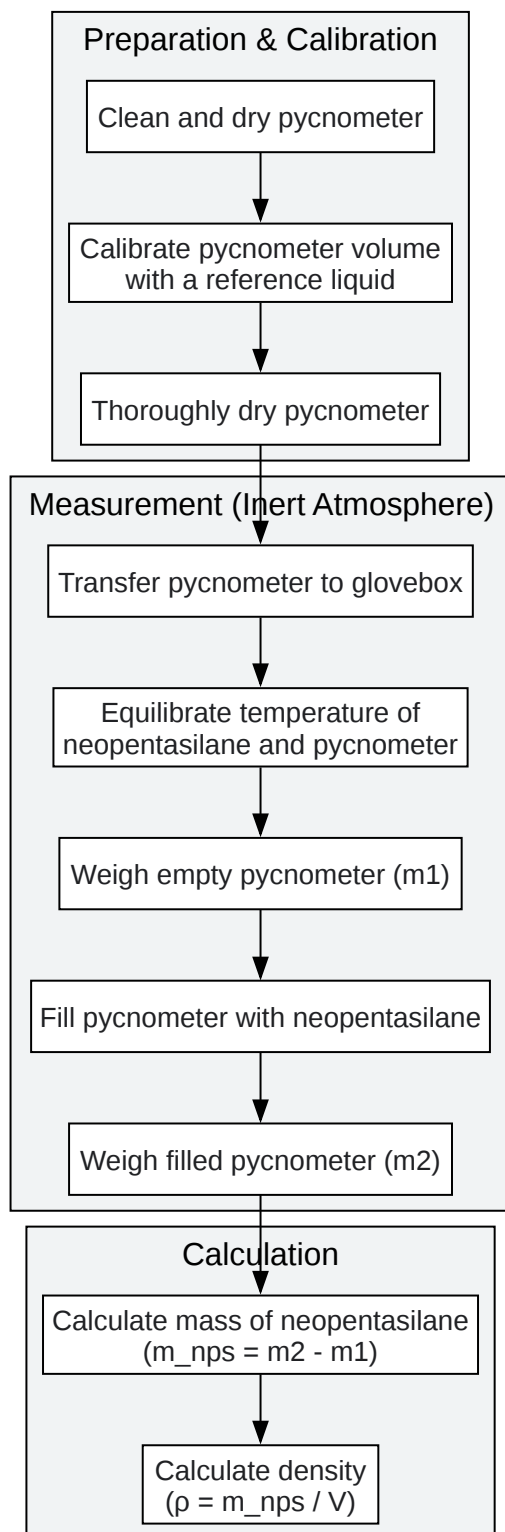 Preparation & Calibration
Clean and dry pycnometer
Calibrate pycnometer volume
with a reference liquid
Thoroughly dry pycnometer
Measurement (Inert Atmosphere)
Transfer pycnometer to glovebox
Equilibrate temperature of
neopentasilane and pycnometer
Weigh empty pycnometer (m1)
Fill pycnometer with neopentasilane
Weigh filled pycnometer (m2)
Calculation
Calculate mass of neopentasilane
(m_nps = m2 - m1)
Calculate density
(ρ = m_nps / V)